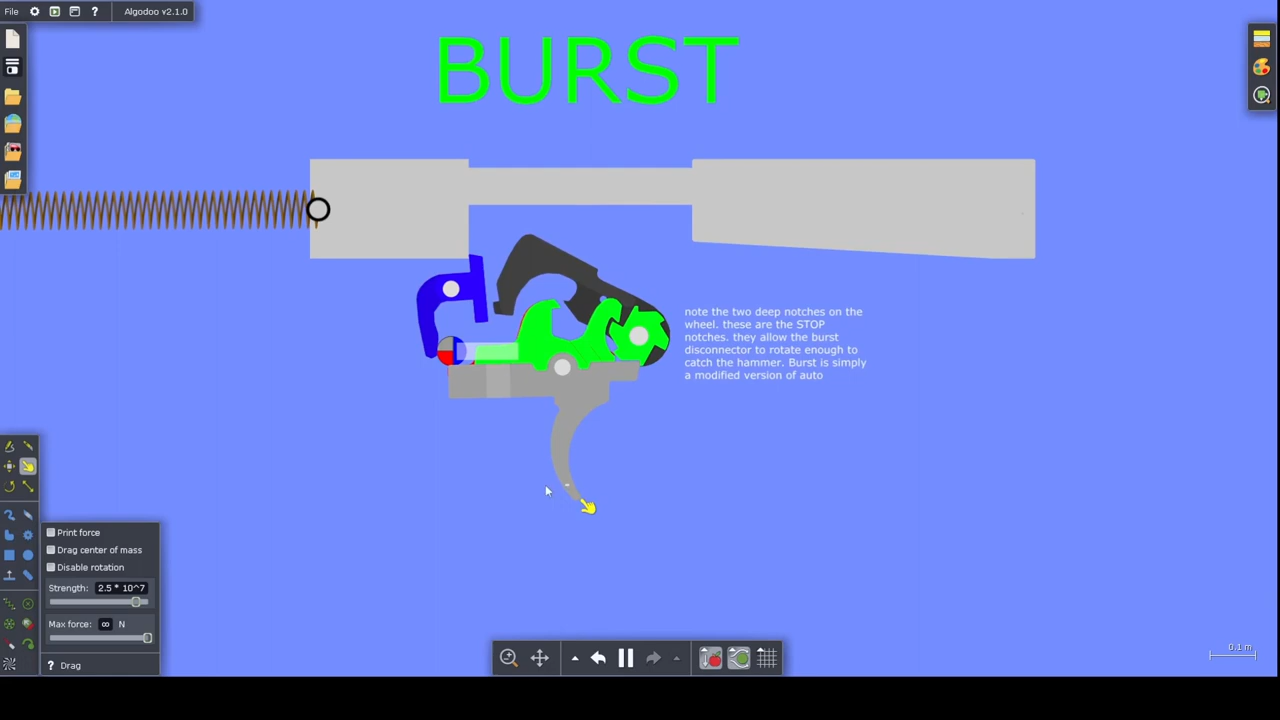 File
?
Algodoo v2.1.0
BURST
note the two deep notches on the
wheel. these are the STOP
notches. they allow the burst
disconnector to rotate enough to
catch the hammer. Burst is simply
a modified version of auto
Print force
Drag center of mass
Disable rotation
Strength: 2.5 * 10^7
Max force: ∞ N
? Drag
0.1 m